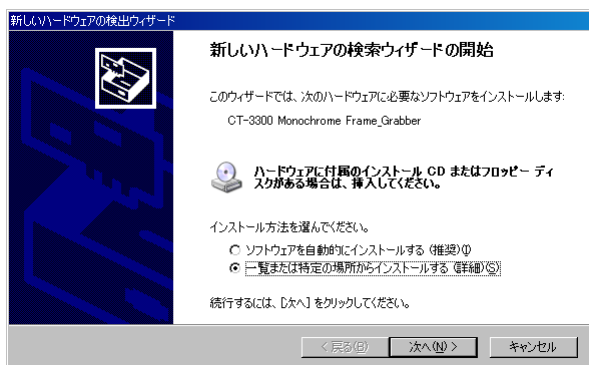 新しいハードウェアの検出ウィザード
新しいハードウェアの検索ウィザードの開始
このウィザードでは、次のハードウェアに必要なソフトウェアをインストールします:
CT-3300 Monochrome Frame_Grabber
ハードウェアに付属のインストール CD またはフロッピー ディ
スクがある場合は、挿入してください。
インストール方法を選んでください。
ソフトウェアを自動的にインストールする (推奨)(I)
一覧または特定の場所からインストールする (詳細)(S)
続行するには、[次へ] をクリックしてください。
< 戻る(B)
次へ(N) >
キャンセル